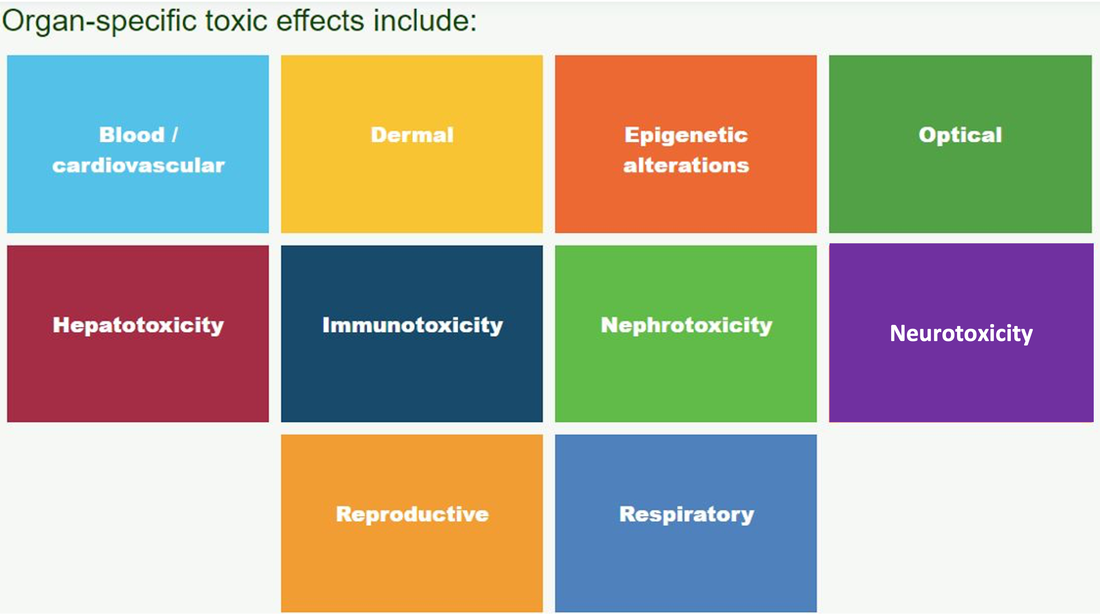 Organ-specific toxic effects include:
Blood /
cardiovascular
Dermal
Epigenetic
alterations
Optical
Hepatotoxicity
Immunotoxicity
Nephrotoxicity
Neurotoxicity
Reproductive
Respiratory